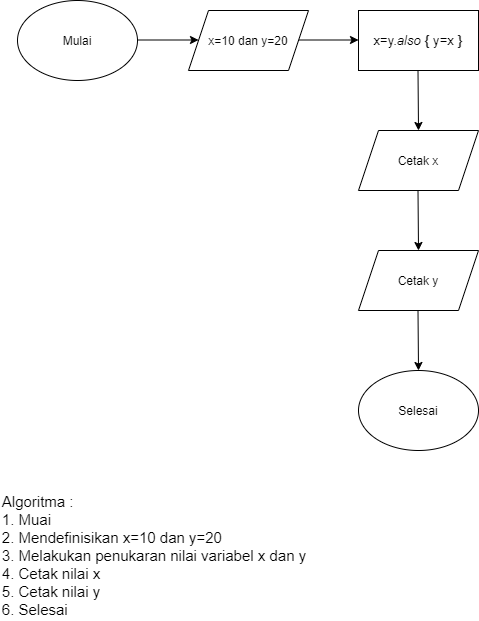 Mulai
x=10 dan y=20
x=y.also { y=x }
Cetak x
Cetak y
Selesai
Algoritma :
1. Muai
2. Mendefinisikan x=10 dan y=20
3. Melakukan penukaran nilai variabel x dan y
4. Cetak nilai x
5. Cetak nilai y
6. Selesai